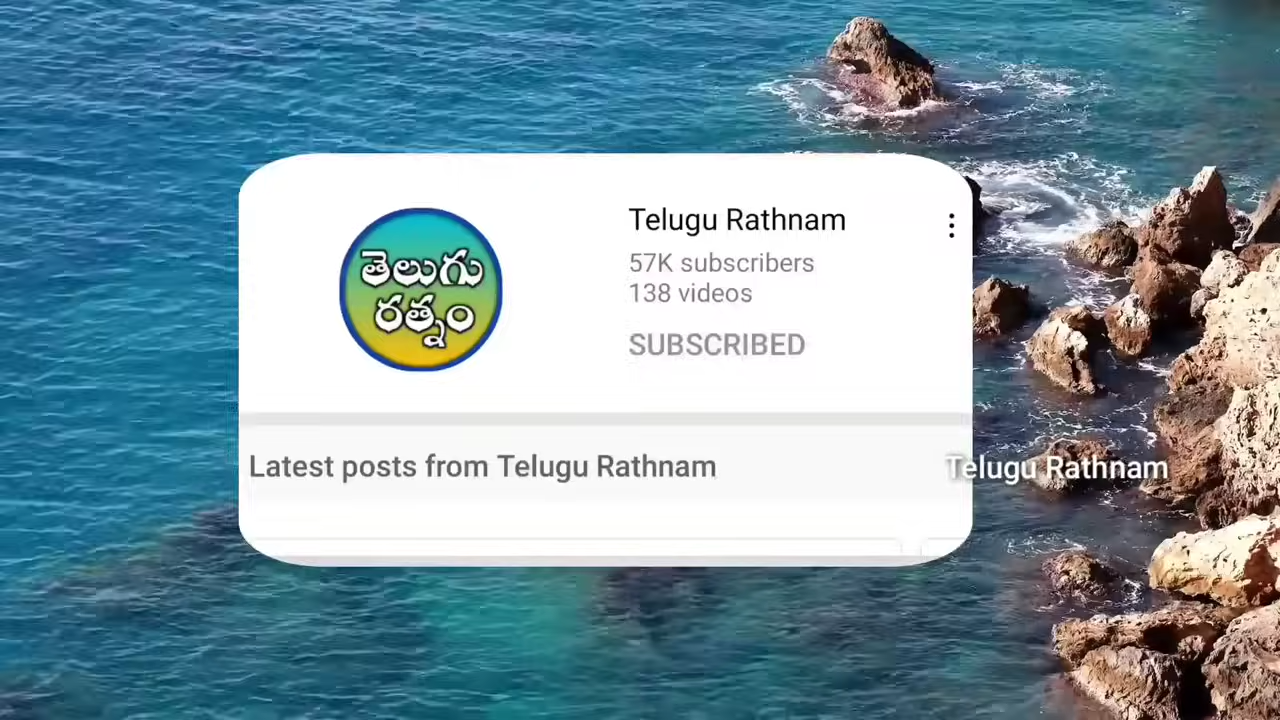 తెలుగు
రత్నం
Telugu Rathnam
57K subscribers
138 videos
SUBSCRIBED
Latest posts from Telugu Rathnam
Telugu Rathnam